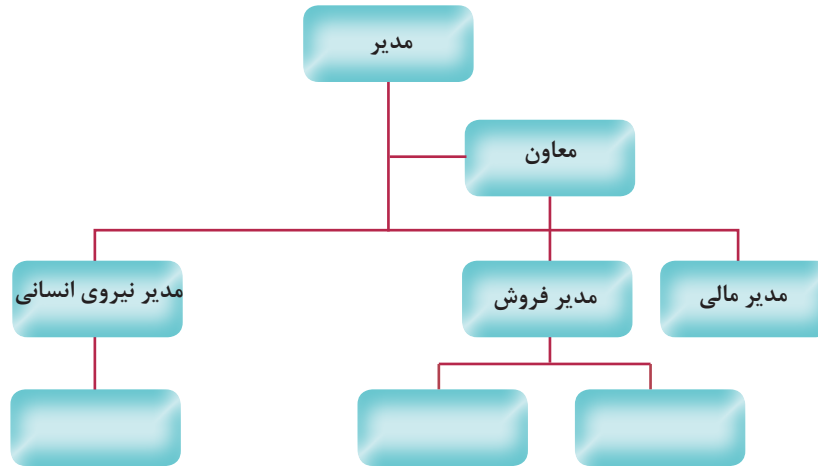 مدیر
معاون
مدیر مالی
مدیر فروش
مدیر نیروی انسانی